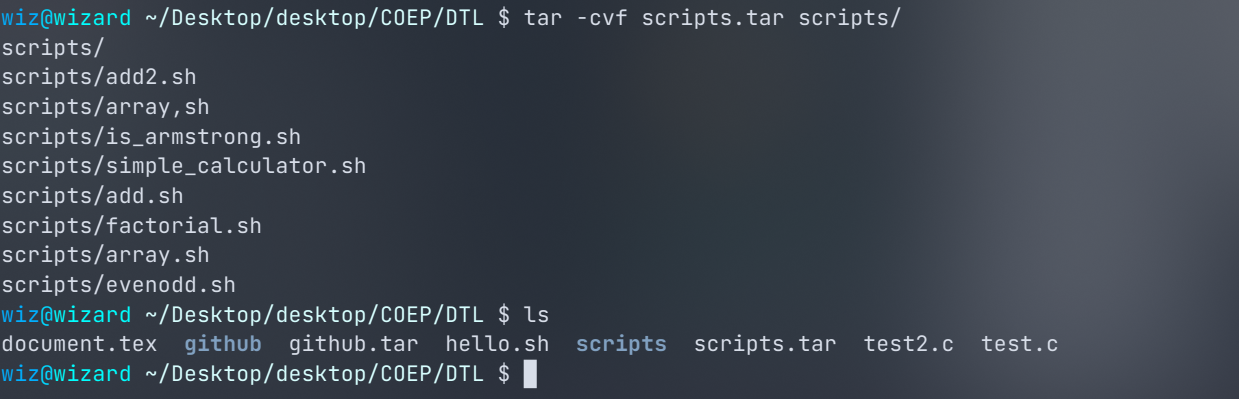 wiz@wizard ~/Desktop/desktop/COEP/DTL $ tar -cvf scripts.tar scripts/
scripts/
scripts/add2.sh
scripts/array,sh
scripts/is_armstrong.sh
scripts/simple_calculator.sh
scripts/add.sh
scripts/factorial.sh
scripts/array.sh
scripts/evenodd.sh
wiz@wizard ~/Desktop/desktop/COEP/DTL $ ls
document.tex  github  github.tar  hello.sh  scripts  scripts.tar  test2.c  test.c
wiz@wizard ~/Desktop/desktop/COEP/DTL $